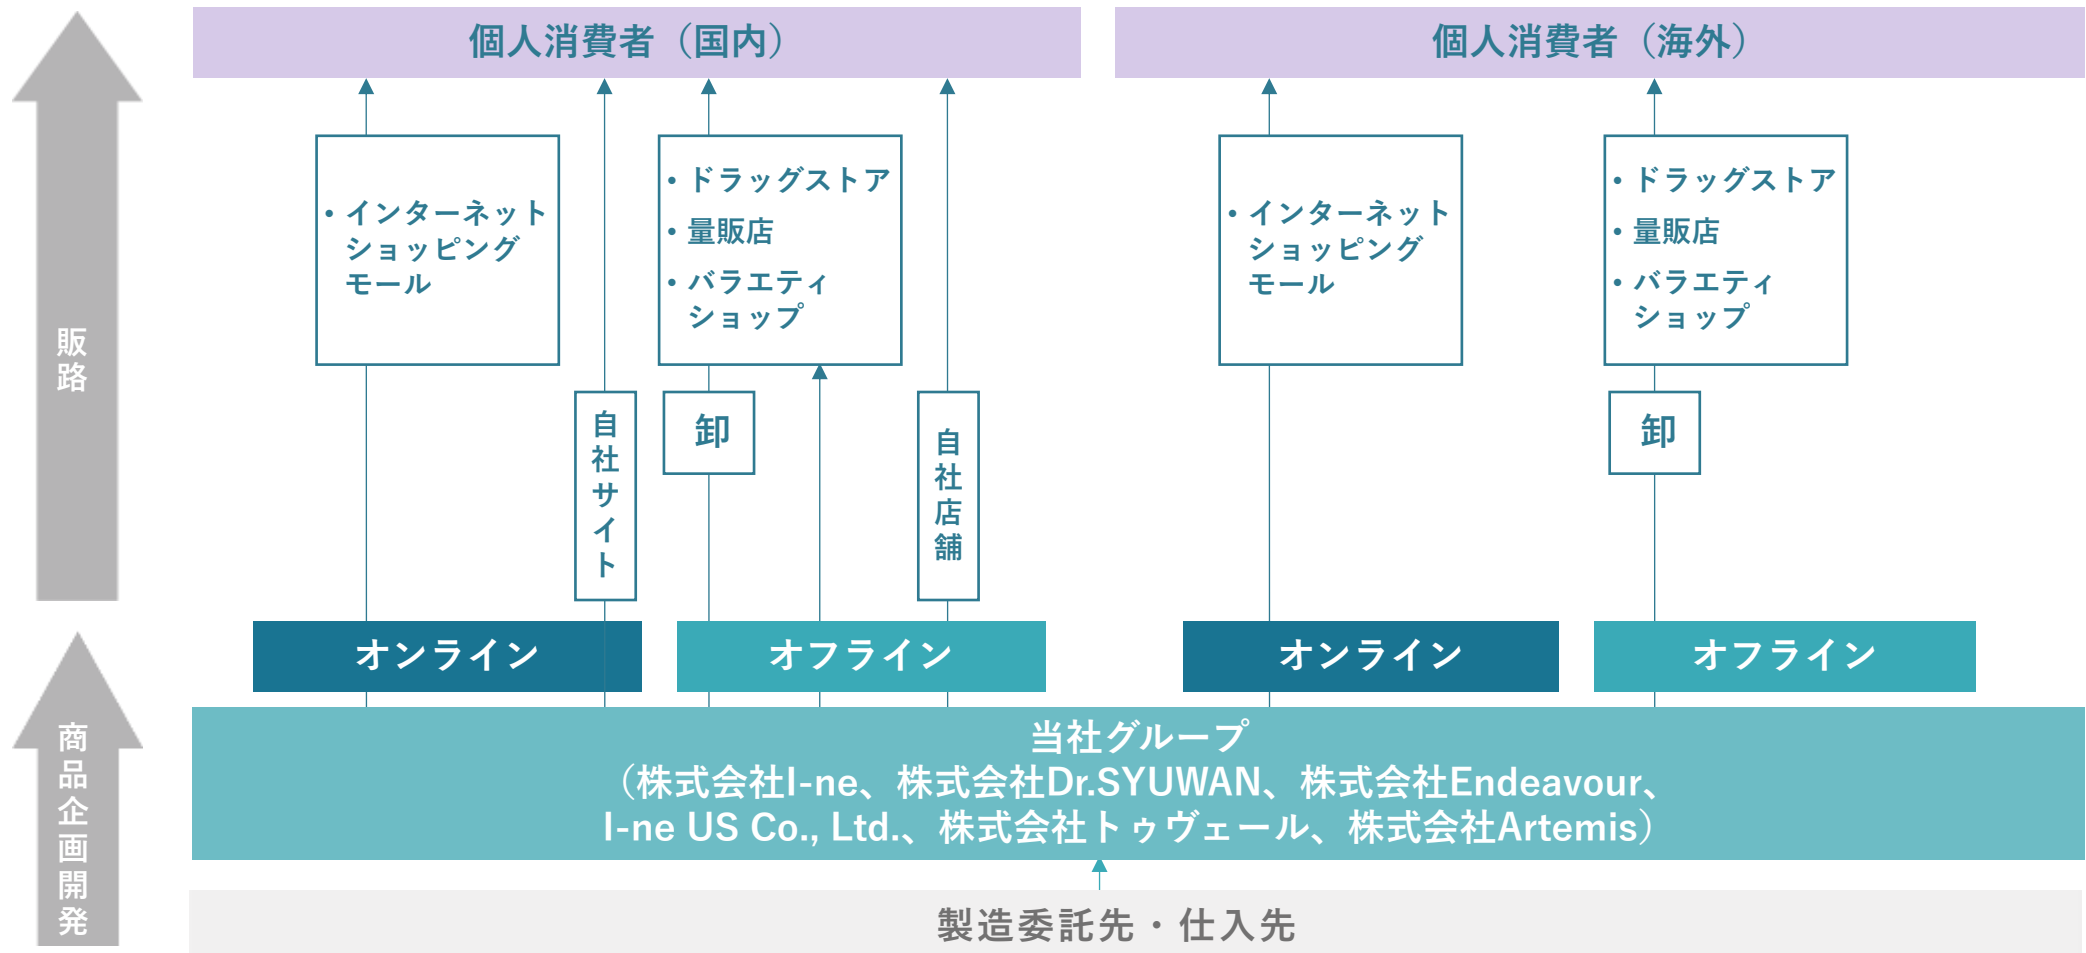 個人消費者（国内）
個人消費者（海外）
・インターネット
ショッピング
モール
・ドラッグストア
・量販店
・バラエティ
ショップ
・インターネット
ショッピング
モール
・ドラッグストア
・量販店
・バラエティ
ショップ
販路
自社サイト
卸
自社店舗
卸
オンライン
オフライン
オンライン
オフライン
商品企画開発
当社グループ
（株式会社I-ne、株式会社Dr.SYUWAN、株式会社Endeavour、
I-ne US Co., Ltd.、株式会社トゥヴェール、株式会社Artemis）
製造委託先・仕入先